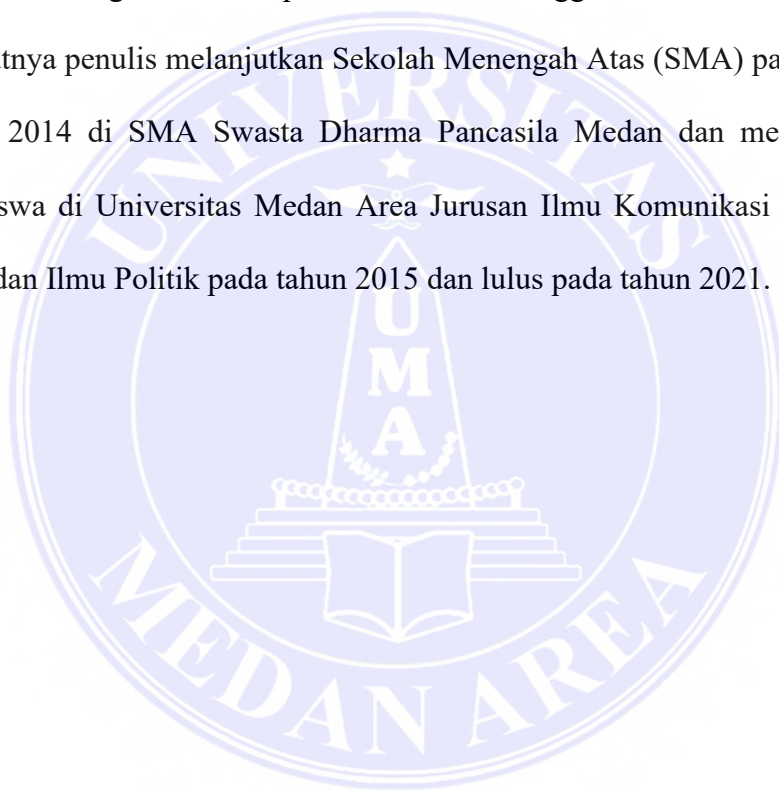 tnya penulis melanjutkan Sekolah Menengah Atas (SMA) pa
2014 di SMA Swasta Dharma Pancasila Medan dan me
swa di Universitas Medan Area Jurusan Ilmu Komunikasi
dan Ilmu Politik pada tahun 2015 dan lulus pada tahun 2021.
UNIVERSITAS
UMA
MEDAN AREA